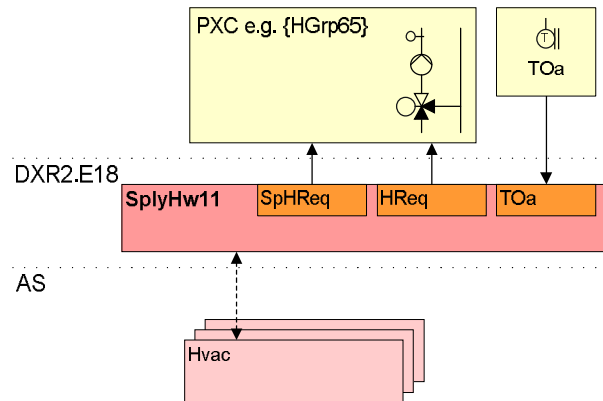 PXC e.g. {HGrp65}
T
TOa
DXR2.E18
SplyHw11
SpHReq
HReq
TOa
AS
Hvac